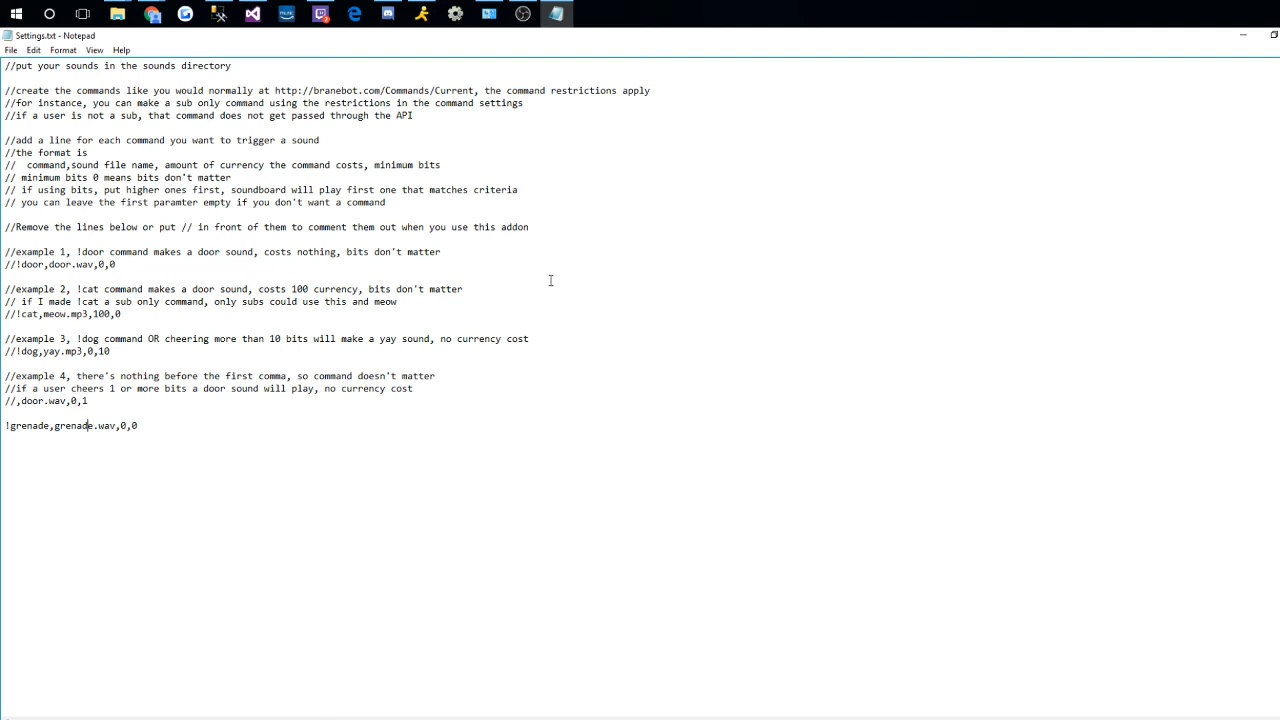 music
2
Settings.txt - Notepad
File Edit Format View Help
//put your sounds in the sounds directory
//create the commands like you would normally at http://branebot.com/Commands/Current, the command restrictions apply
//for instance, you can make a sub only command using the restrictions in the command settings
//if a user is not a sub, that command does not get passed through the API
//add a line for each command you want to trigger a sound
//the format is
//  command,sound file name, amount of currency the command costs, minimum bits
// minimum bits 0 means bits don't matter
// if using bits, put higher ones first, soundboard will play first one that matches criteria
// you can leave the first paramter empty if you don't want a command
//Remove the lines below or put // in front of them to comment them out when you use this addon
//example 1, !door command makes a door sound, costs nothing, bits don't matter
//!door,door.wav,0,0
//example 2, !cat command makes a door sound, costs 100 currency, bits don't matter
// if I made !cat a sub only command, only subs could use this and meow
//!cat,meow.mp3,100,0
//example 3, !dog command OR cheering more than 10 bits will make a yay sound, no currency cost
//!dog,yay.mp3,0,10
//example 4, there's nothing before the first comma, so command doesn't matter
//if a user cheers 1 or more bits a door sound will play, no currency cost
//,door.wav,0,1
!grenade,grenade.wav,0,0